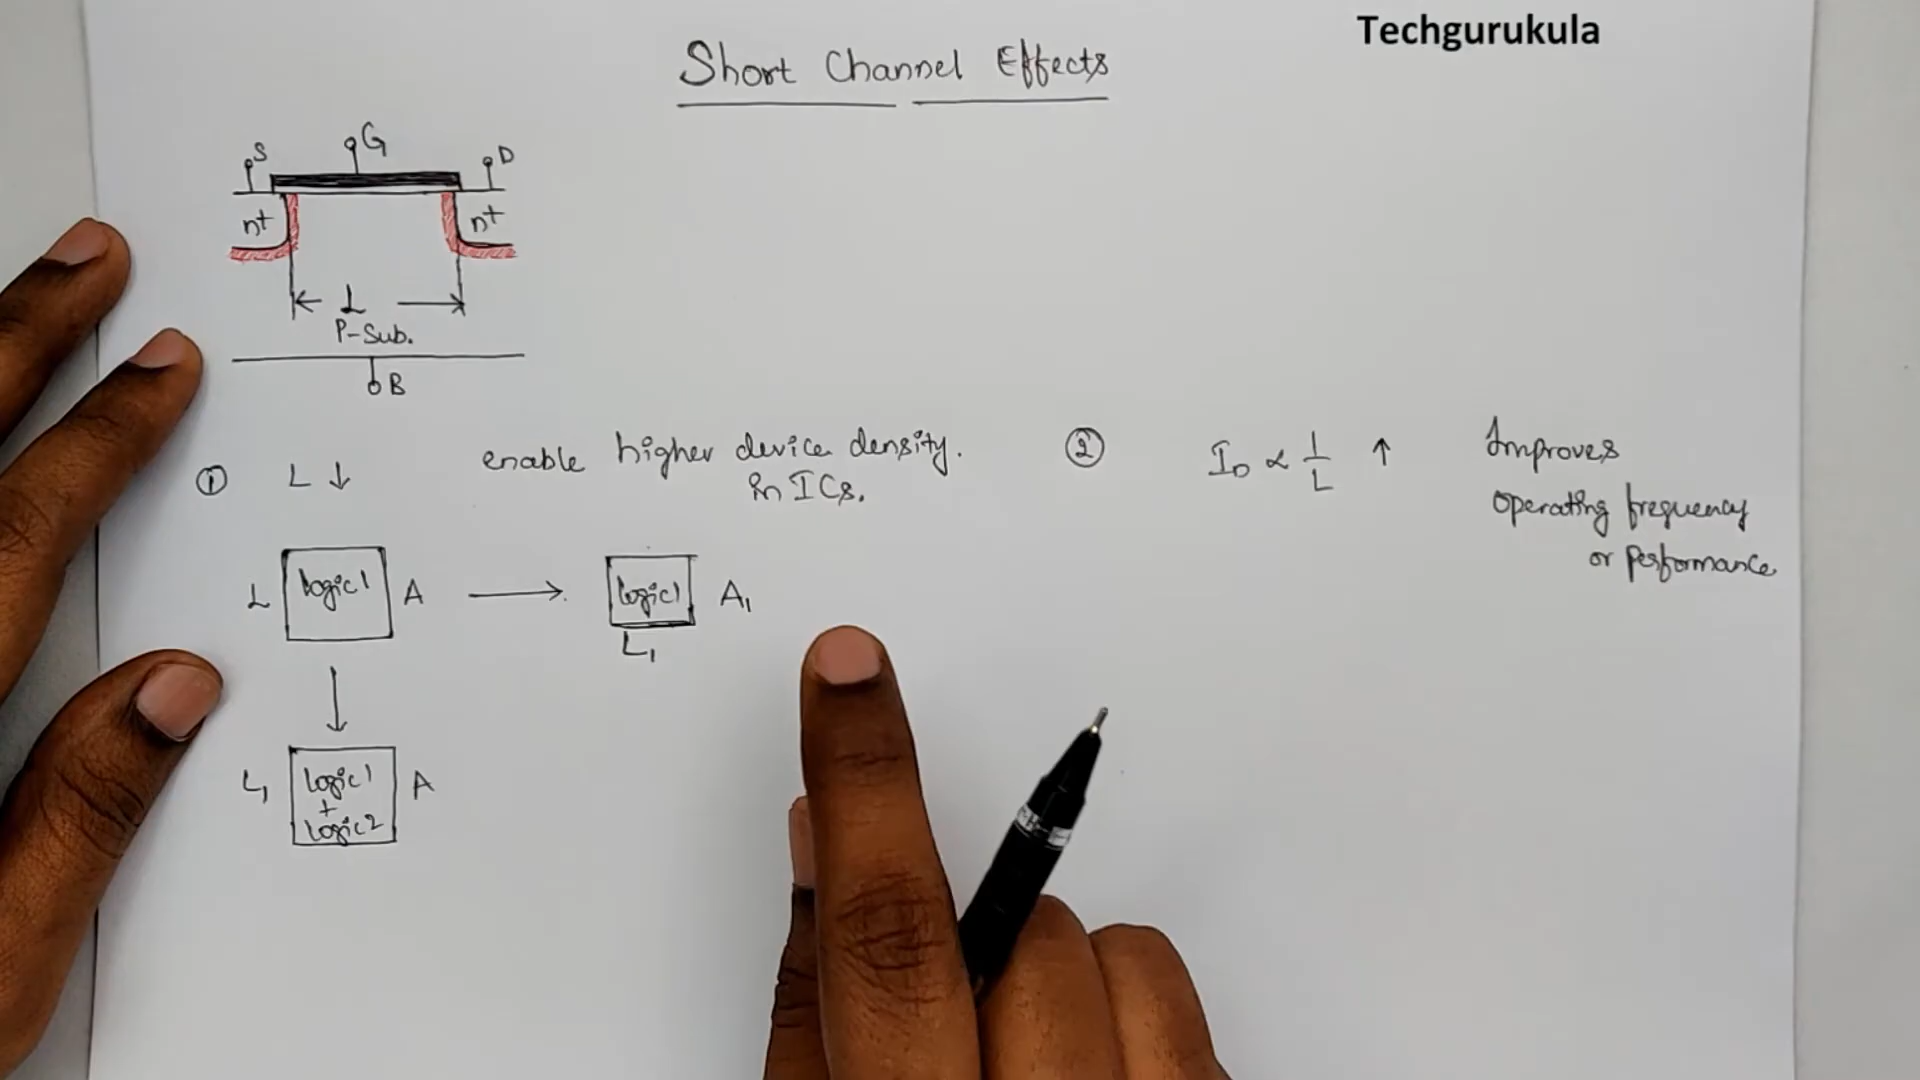 Techgurukula
Short Channel Effects
S
G
D
n+
n+
L
P-Sub.
B
① L↓ enable higher device density.
in ICs.
L logic1 A → logic1 A₁
L₁
↓
L₁ logic1 A
+
logic2
② I_D ∝ 1/L ↑
Improves
operating frequency
or performance